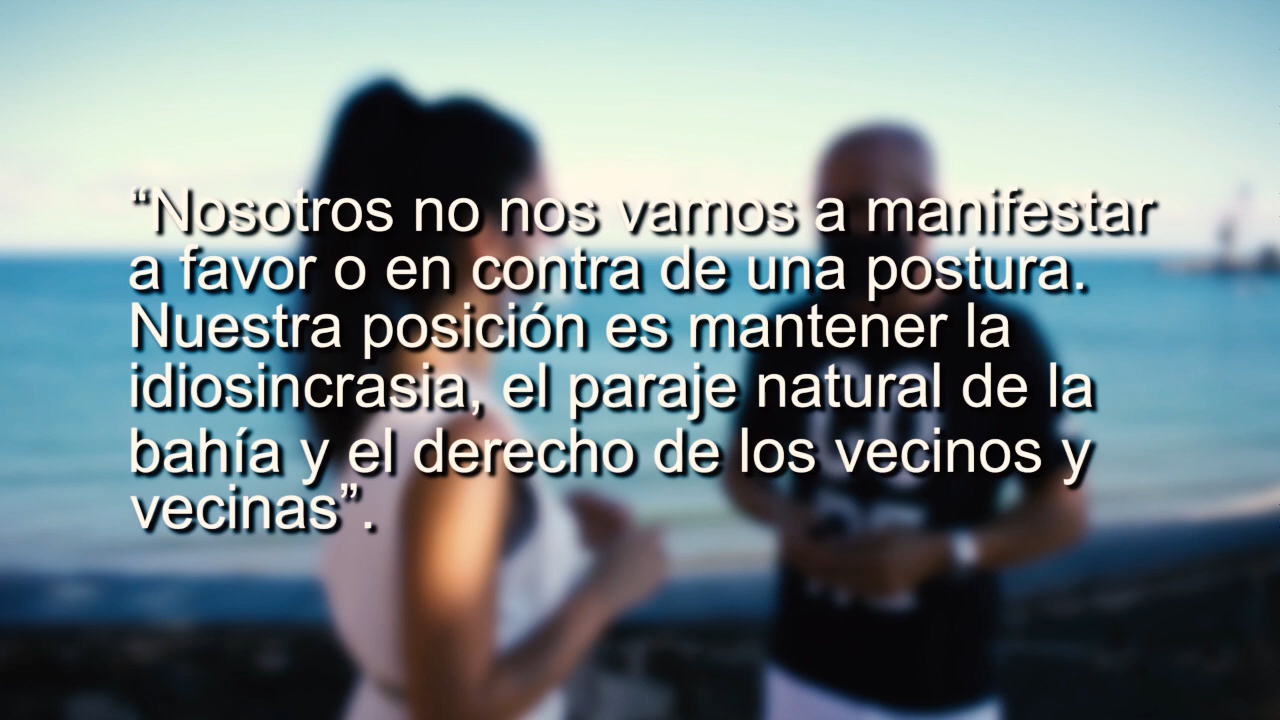 “Nosotros no nos vamos a manifestar
a favor o en contra de una postura.
Nuestra posición es mantener la
idiosincrasia, el paraje natural de la
bahía y el derecho de los vecinos y
vecinas”.